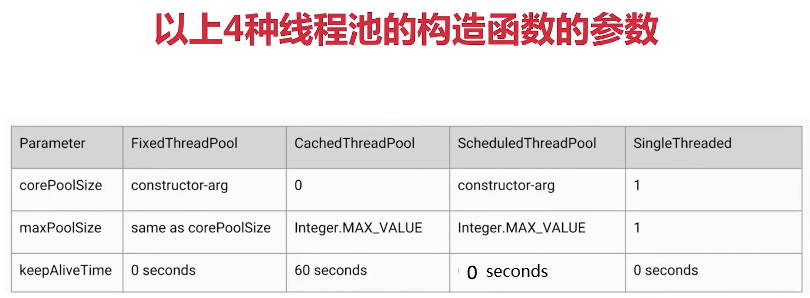 以上4种线程池的构造函数的参数
Parameter FixedThreadPool CachedThreadPool ScheduledThreadPool SingleThreaded
corePoolSize constructor-arg 0 constructor-arg 1
maxPoolSize same as corePoolSize Integer.MAX_VALUE Integer.MAX_VALUE 1
keepAliveTime 0 seconds 60 seconds 0 seconds 0 seconds